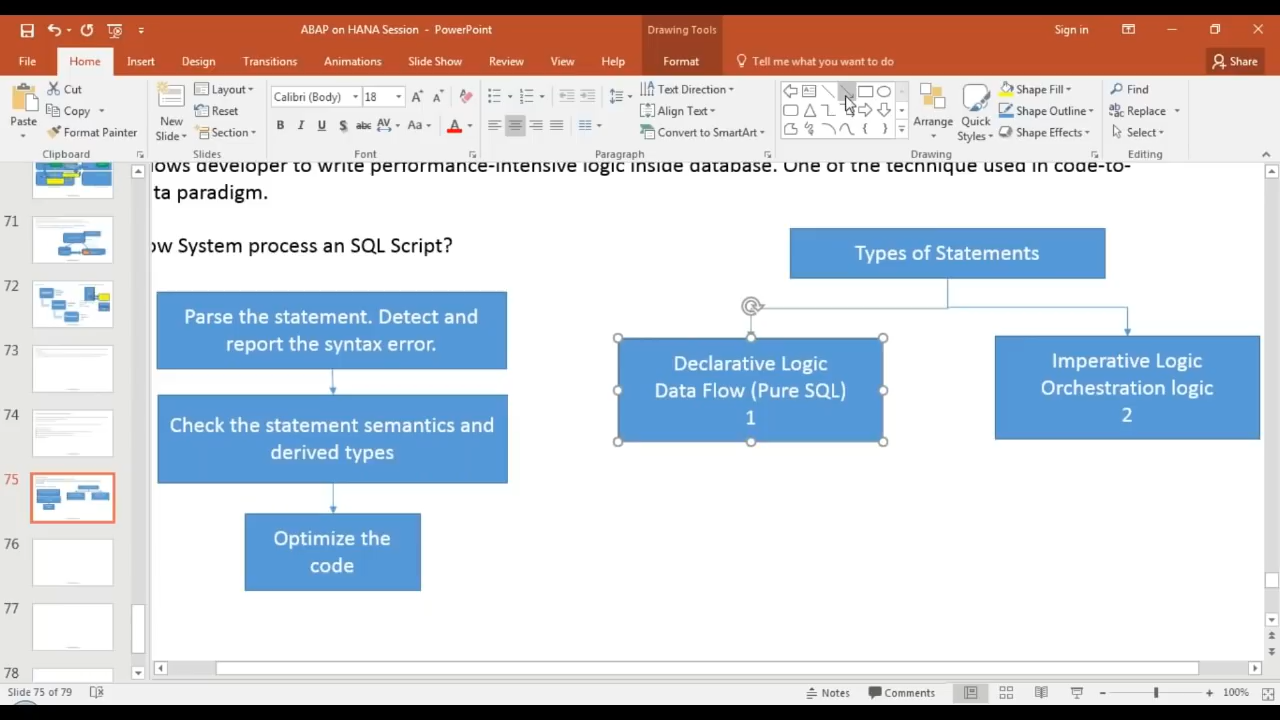 ABAP on HANA Session - PowerPoint
Drawing Tools
Sign in
File
Home
Insert
Design
Transitions
Animations
Slide Show
Review
View
Help
Format
Tell me what you want to do
Share
Paste
Cut
Copy
Format Painter
Clipboard
New
Slide
Layout
Reset
Section
Slides
Calibri (Body)
18
B I U S abc AV Aa A
Font
Text Direction
Align Text
Convert to SmartArt
Paragraph
Arrange
Quick
Styles
Shape Fill
Shape Outline
Shape Effects
Drawing
Find
Replace
Select
Editing
71
72
73
74
75
76
77
78
lows developer to write performance-intensive logic inside database. One of the technique used in code-to-
ta paradigm.
ow System process an SQL Script?
Parse the statement. Detect and
report the syntax error.
Check the statement semantics and
derived types
Optimize the
code
Types of Statements
Declarative Logic
Data Flow (Pure SQL)
1
Imperative Logic
Orchestration logic
2
Slide 75 of 79
Notes
Comments
100%